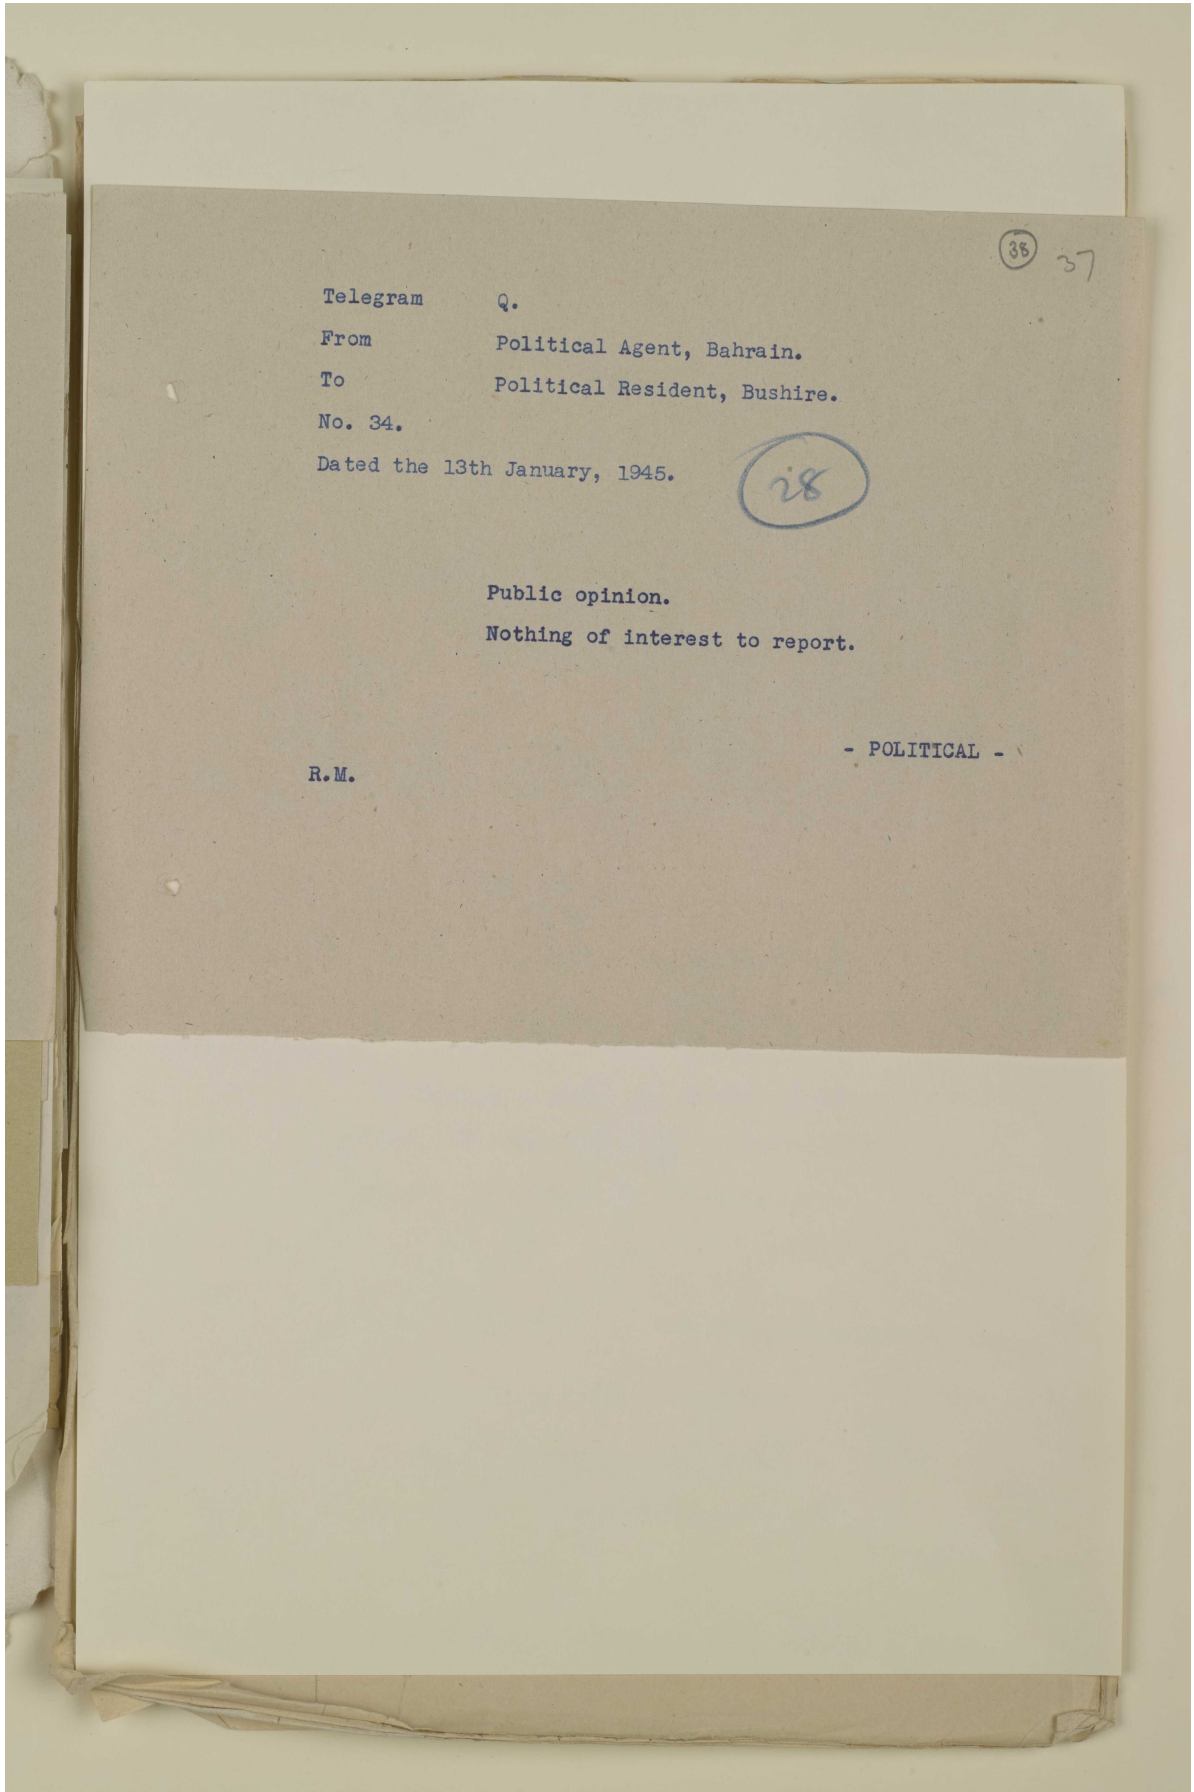 38 37
Telegram Q.
From Political Agent, Bahrain.
To Political Resident, Bushire.
No. 34.
Dated the 13th January, 1945.
28
Public opinion.
Nothing of interest to report.
- POLITICAL -
R.M.